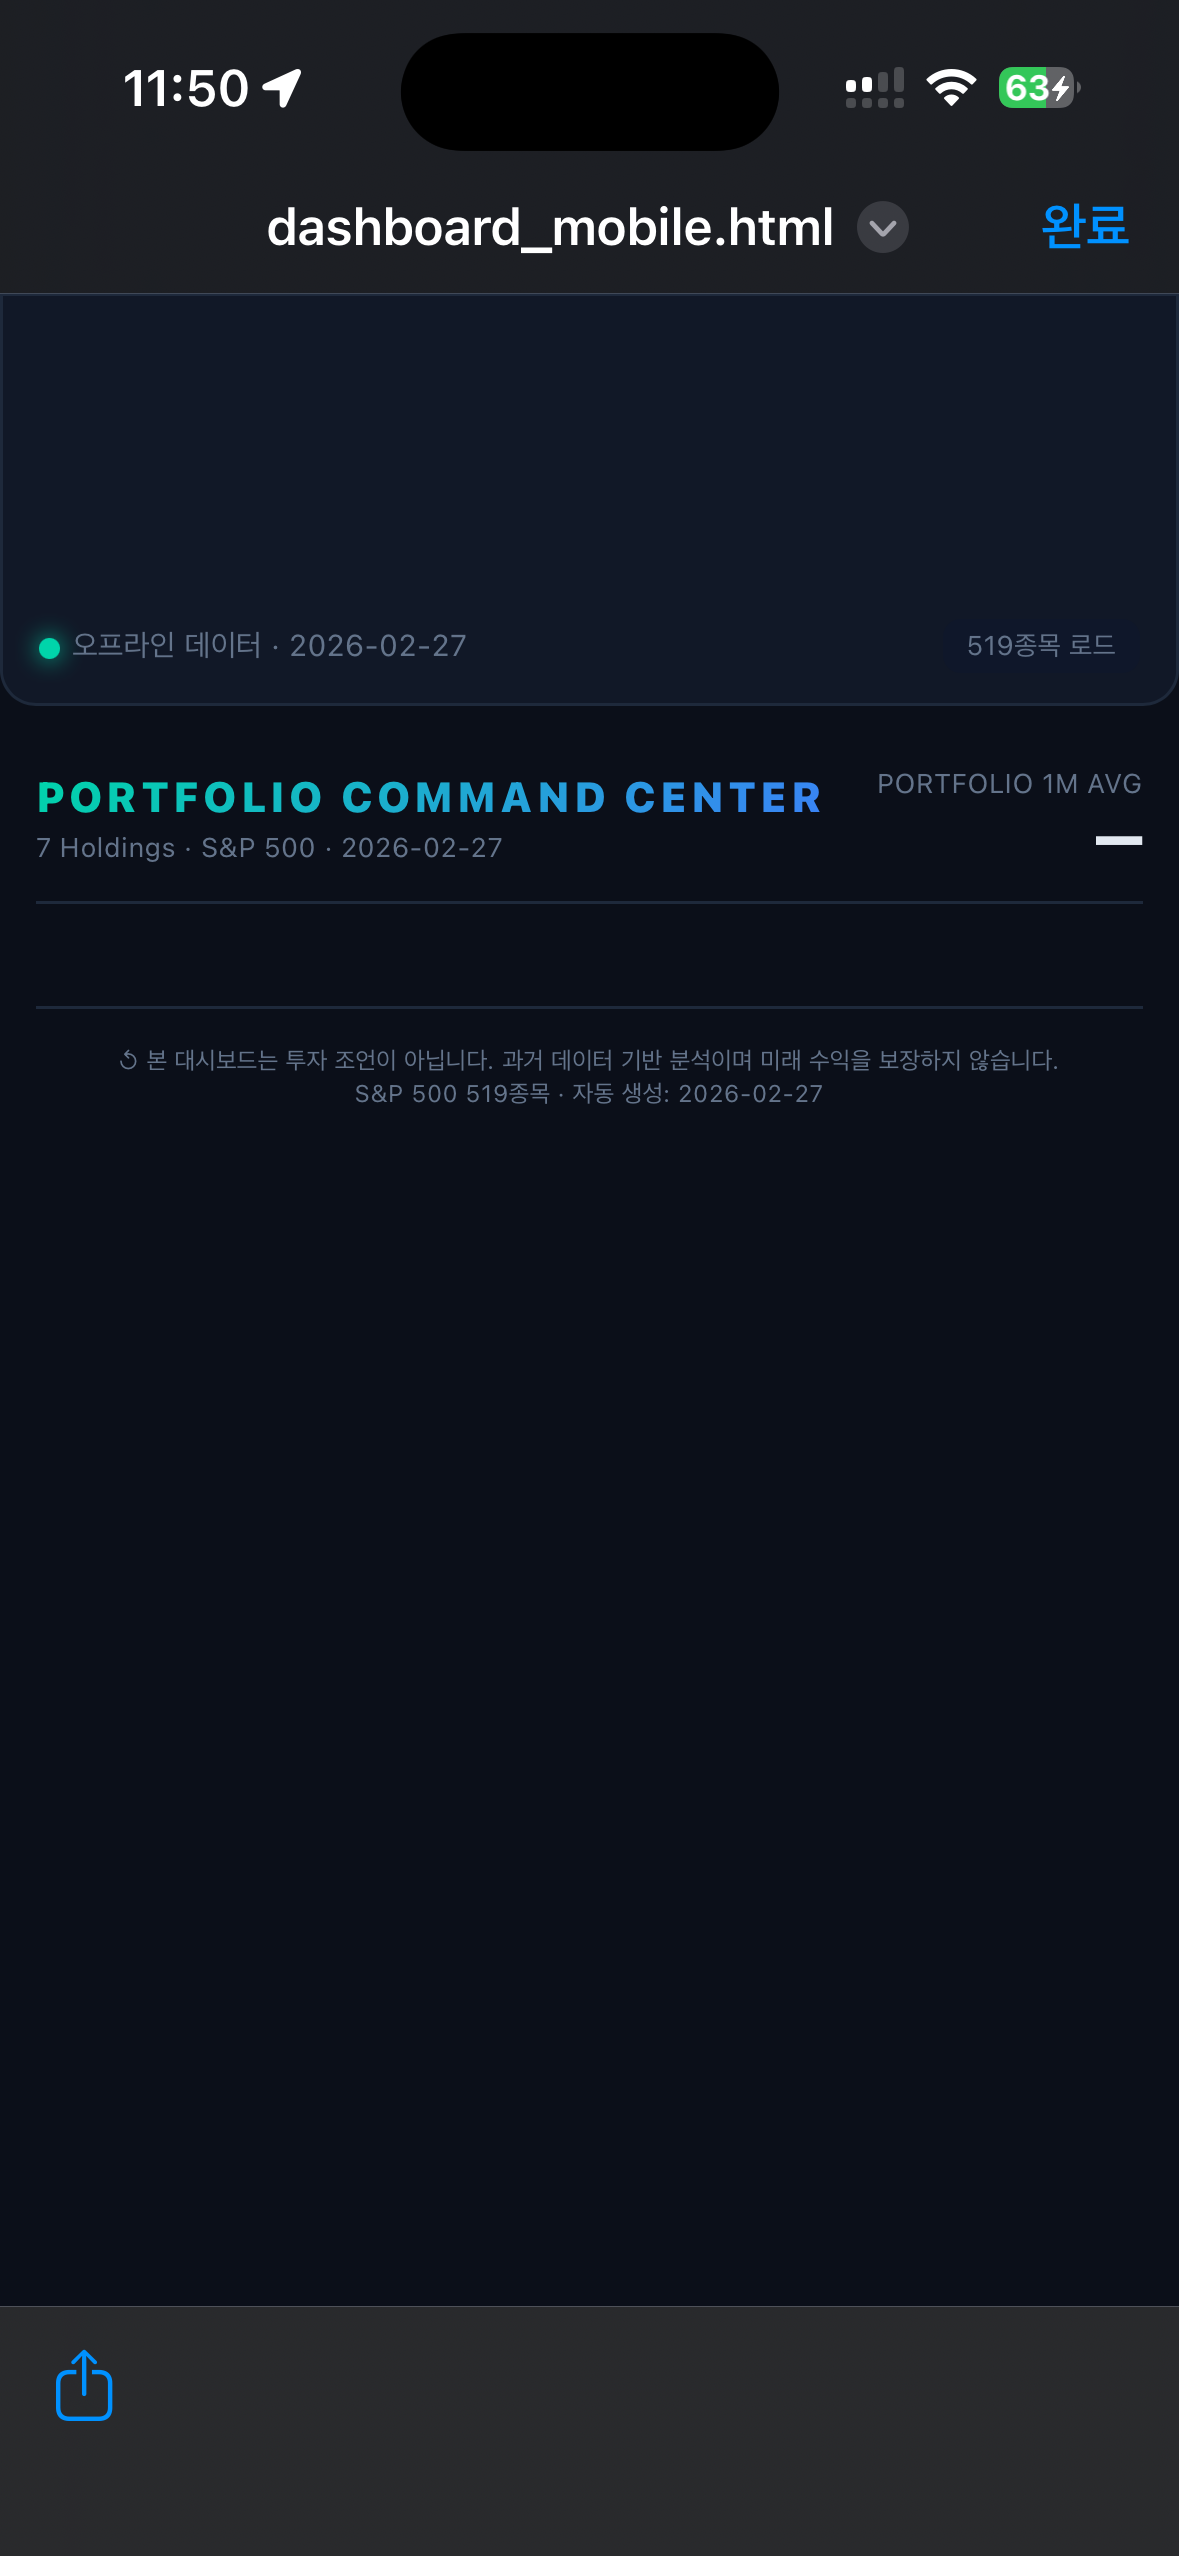 11:50
63
dashboard_mobile.html
완료
오프라인 데이터 · 2026-02-27
519종목 로드
PORTFOLIO COMMAND CENTER
PORTFOLIO 1M AVG
7 Holdings · S&P 500 · 2026-02-27
—
본 대시보드는 투자 조언이 아닙니다. 과거 데이터 기반 분석이며 미래 수익을 보장하지 않습니다.
S&P 500 519종목 · 자동 생성: 2026-02-27